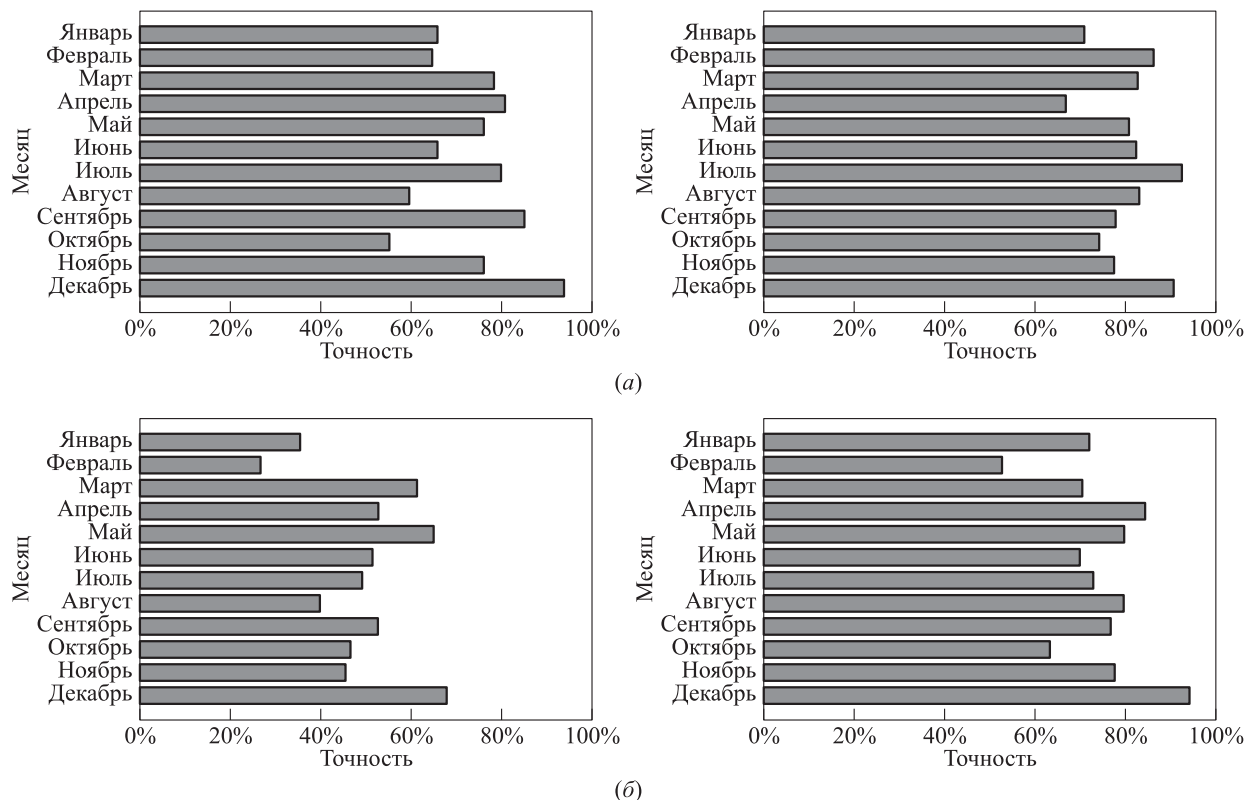 Месяц
Январь
Февраль
Март
Апрель
Май
Июнь
Июль
Август
Сентябрь
Октябрь
Ноябрь
Декабрь
0% 20% 40% 60% 80% 100%
Точность
Месяц
Январь
Февраль
Март
Апрель
Май
Июнь
Июль
Август
Сентябрь
Октябрь
Ноябрь
Декабрь
0% 20% 40% 60% 80% 100%
Точность
(а)
Месяц
Январь
Февраль
Март
Апрель
Май
Июнь
Июль
Август
Сентябрь
Октябрь
Ноябрь
Декабрь
0% 20% 40% 60% 80% 100%
Точность
Месяц
Январь
Февраль
Март
Апрель
Май
Июнь
Июль
Август
Сентябрь
Октябрь
Ноябрь
Декабрь
0% 20% 40% 60% 80% 100%
Точность
(б)